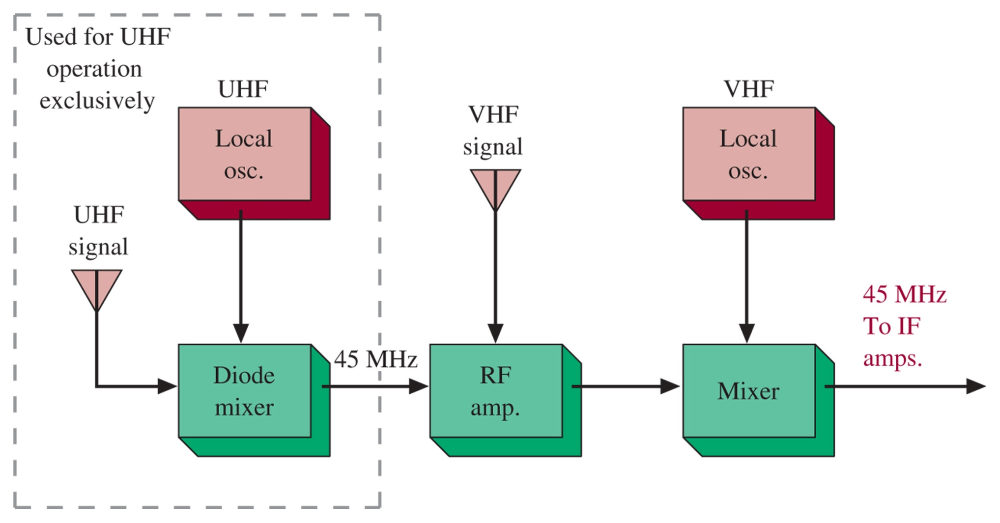 Used for UHF
operation
exclusively
UHF
Local
osc.
UHF
signal
Diode
mixer
45 MHz
VHF
signal
RF
amp.
VHF
Local
osc.
Mixer
45 MHz
To IF
amps.